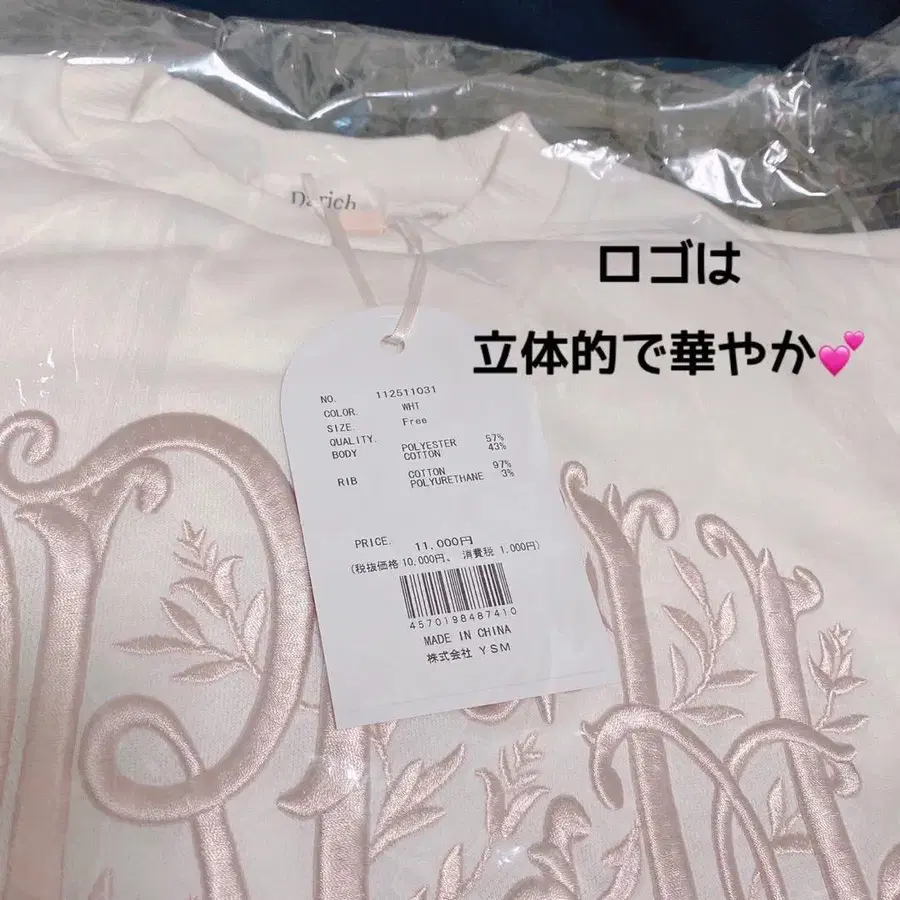 Darich
ロゴは
立体的で華やか💕
NO. 112511031
COLOR. WHT
SIZE. Free
QUALITY.
BODY POLYESTER 57%
COTTON 43%
RIB COTTON 97%
POLYURETHANE 3%
PRICE. 11,000円
(税抜価格 10,000円、 消費税 1,000円)
4570198487410
MADE IN CHINA
株式会社 YSM